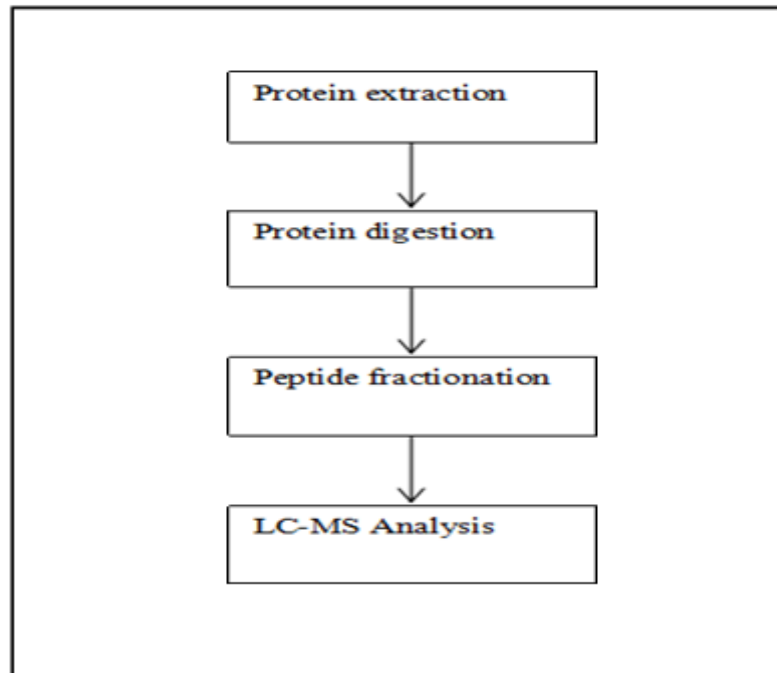 Protein extraction
Protein digestion
Peptide fractionation
LC-MS Analysis